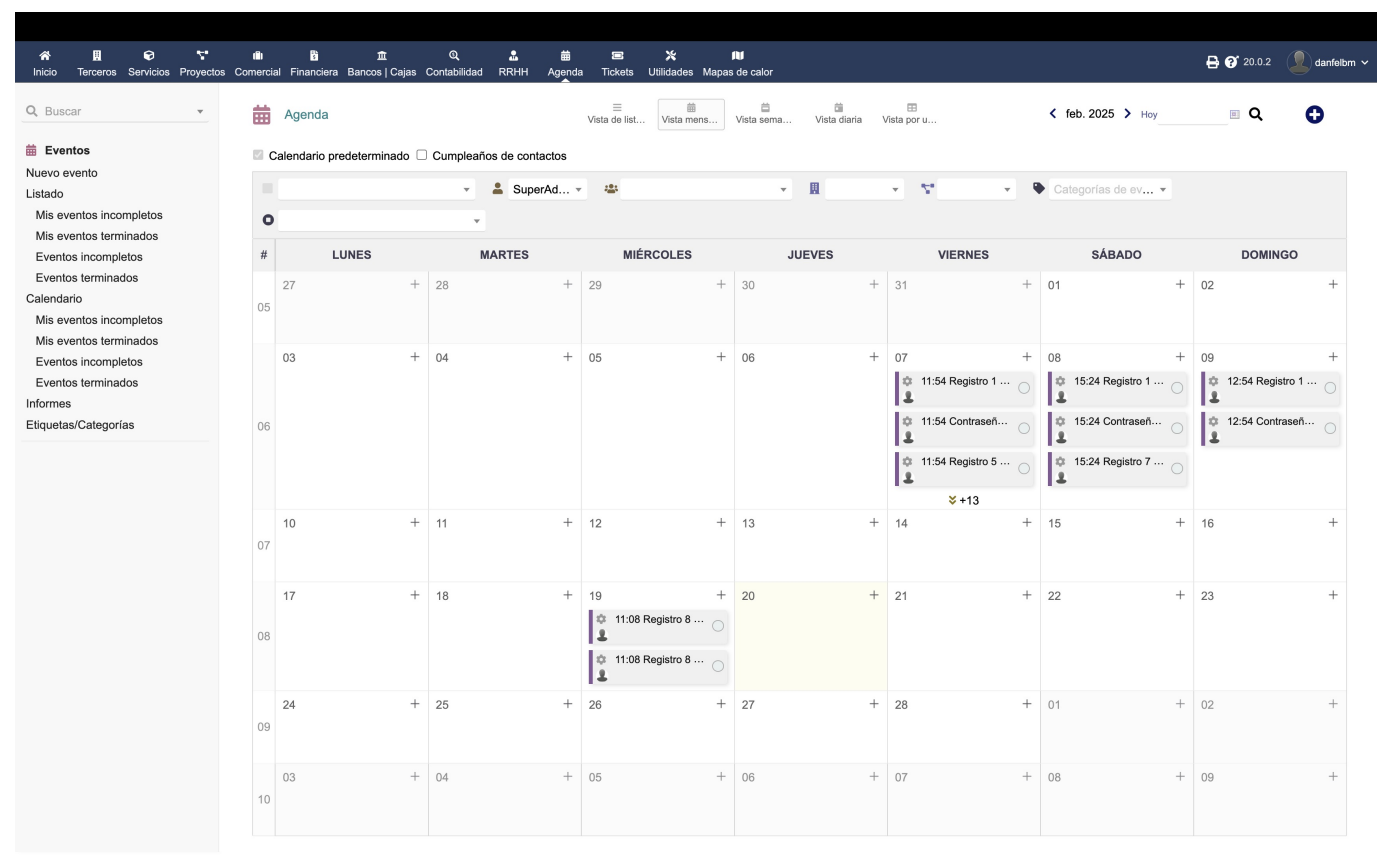 Inicio Terceros Servicios Proyectos Comercial Financiera Bancos | Cajas Contabilidad RRHH Agenda Tickets Utilidades Mapas de calor 20.0.2 danfelbm
Buscar
Agenda Vista de list... Vista mens... Vista sema... Vista diaria Vista por u... feb. 2025 Hoy
Eventos
Nuevo evento
Listado
Mis eventos incompletos
Mis eventos terminados
Eventos incompletos
Eventos terminados
Calendario
Mis eventos incompletos
Mis eventos terminados
Eventos incompletos
Eventos terminados
Informes
Etiquetas/Categorías
Calendario predeterminado Cumpleaños de contactos
SuperAd... Categorías de ev...
# LUNES MARTES MIÉRCOLES JUEVES VIERNES SÁBADO DOMINGO
27 + 28 + 29 + 30 + 31 + 01 + 02 +
05
03 + 04 + 05 + 06 + 07 + 08 + 09 +
11:54 Registro 1 ... 15:24 Registro 1 ... 12:54 Registro 1 ...
06 11:54 Contraseñ... 15:24 Contraseñ... 12:54 Contraseñ...
11:54 Registro 5 ... 15:24 Registro 7 ...
+13
10 + 11 + 12 + 13 + 14 + 15 + 16 +
07
17 + 18 + 19 + 20 + 21 + 22 + 23 +
11:08 Registro 8 ...
08
11:08 Registro 8 ...
24 + 25 + 26 + 27 + 28 + 01 + 02 +
09
03 + 04 + 05 + 06 + 07 + 08 + 09 +
10